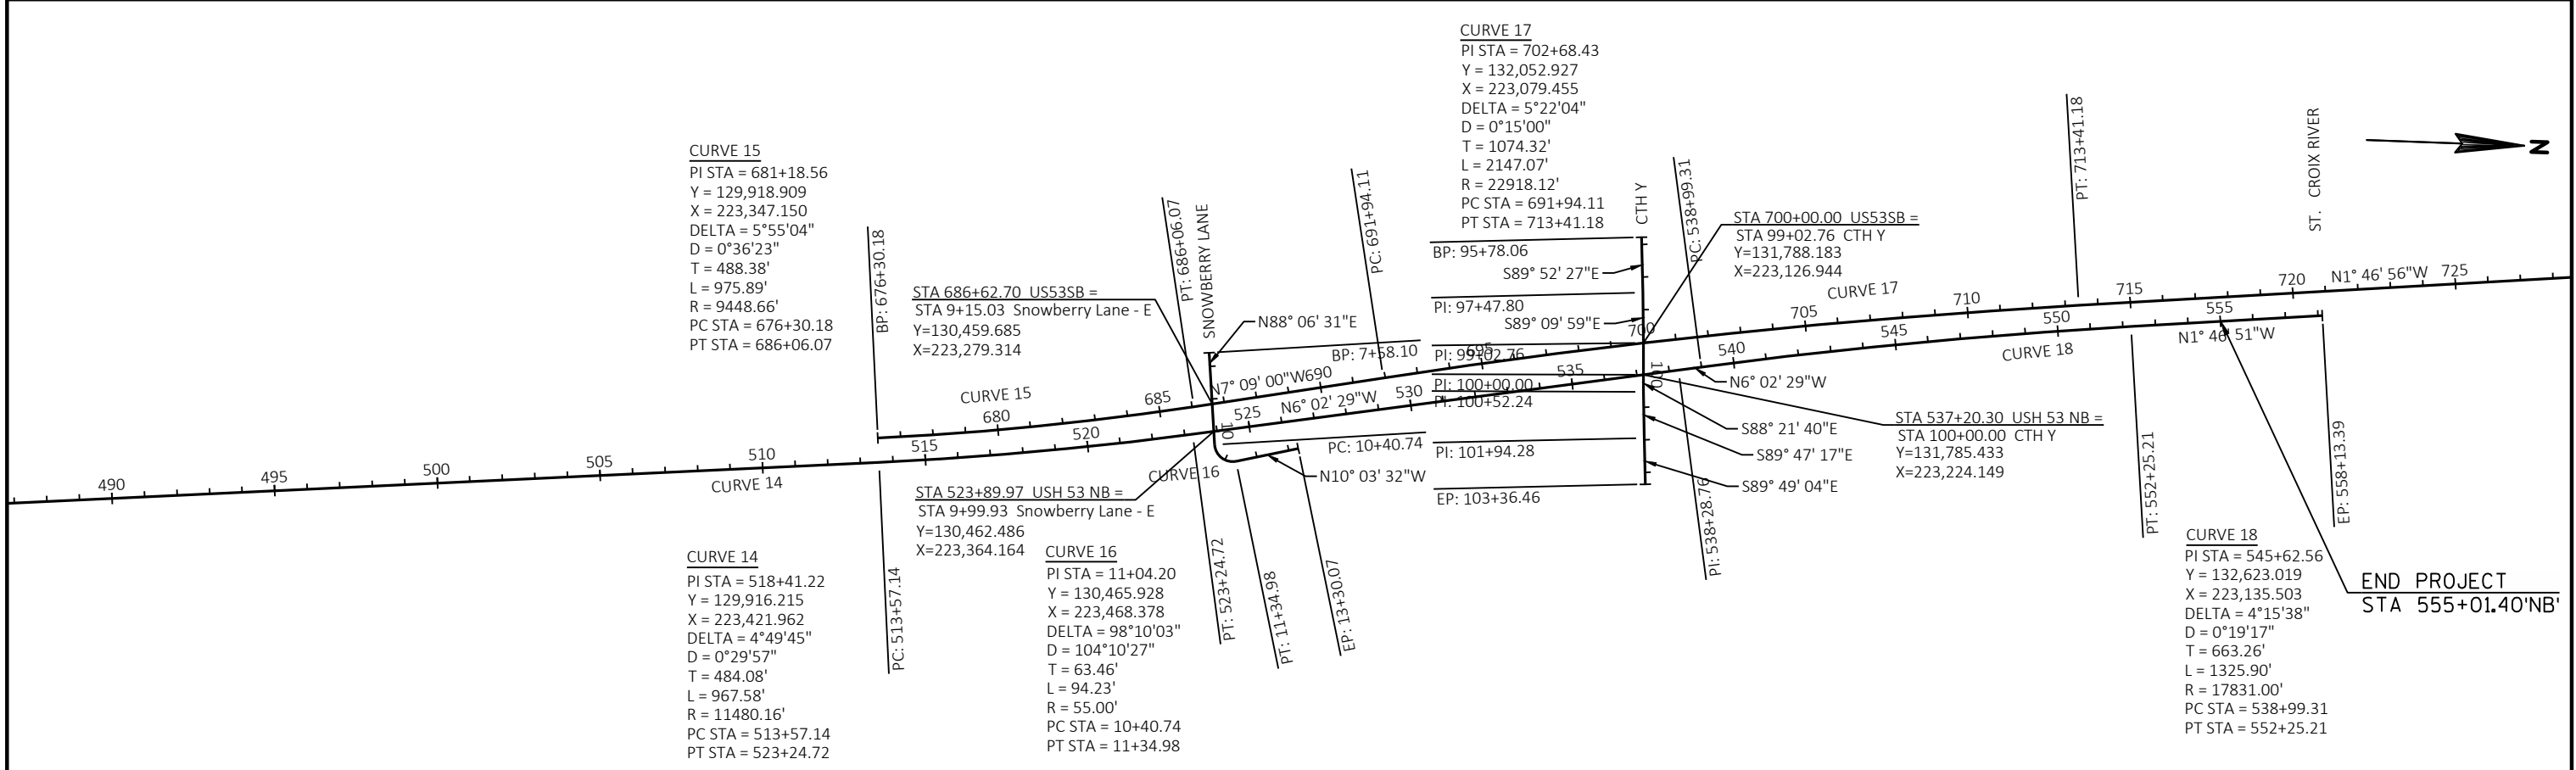 CURVE 17
PI STA = 702+68.43
Y = 132,052.927
X = 223,079.455
DELTA = 5°22'04"
D = 0°15'00"
T = 1074.32'
L = 2147.07'
R = 22918.12'
PC STA = 691+94.11
PT STA = 713+41.18
CURVE 15
PI STA = 681+18.56
Y = 129,918.909
X = 223,347.150
DELTA = 5°55'04"
D = 0°36'23"
T = 488.38'
L = 975.89'
R = 9448.66'
PC STA = 676+30.18
PT STA = 686+06.07
BP: 676+30.18
STA 686+62.70 US53SB =
STA 9+15.03 Snowberry Lane - E
Y=130,459.685
X=223,279.314
PT: 686+06.07
SNOWBERRY LANE
N88° 06' 31"E
PC: 691+94.11
BP: 7+58.10
BP: 95+78.06
S89° 52' 27"E
PI: 97+47.80
S89° 09' 59"E
PI: 99+02.76
PI: 100+00.00
PI: 100+52.24
PI: 101+94.28
EP: 103+36.46
CTH Y
PC: 538+99.31
STA 700+00.00 US53SB =
STA 99+02.76 CTH Y
Y=131,788.183
X=223,126.944
PT: 713+41.18
ST. CROIX RIVER
N
CURVE 15
680
685
N7° 09' 00"W
690
695
700
705
CURVE 17
710
715
720
N1° 46' 56"W
725
490
495
500
505
510
CURVE 14
515
520
525
N6° 02' 29"W
530
535
540
545
CURVE 18
550
555
N1° 46' 51"W
10
100
PC: 10+40.74
N10° 03' 32"W
CURVE 16
N6° 02' 29"W
S88° 21' 40"E
S89° 47' 17"E
S89° 49' 04"E
PI: 538+28.76
STA 537+20.30 USH 53 NB =
STA 100+00.00 CTH Y
Y=131,785.433
X=223,224.149
PT: 552+25.21
EP: 558+13.39
PC: 513+57.14
STA 523+89.97 USH 53 NB =
STA 9+99.93 Snowberry Lane - E
Y=130,462.486
X=223,364.164
PT: 523+24.72
PT: 11+34.98
EP: 13+30.07
CURVE 14
PI STA = 518+41.22
Y = 129,916.215
X = 223,421.962
DELTA = 4°49'45"
D = 0°29'57"
T = 484.08'
L = 967.58'
R = 11480.16'
PC STA = 513+57.14
PT STA = 523+24.72
CURVE 16
PI STA = 11+04.20
Y = 130,465.928
X = 223,468.378
DELTA = 98°10'03"
D = 104°10'27"
T = 63.46'
L = 94.23'
R = 55.00'
PC STA = 10+40.74
PT STA = 11+34.98
CURVE 18
PI STA = 545+62.56
Y = 132,623.019
X = 223,135.503
DELTA = 4°15'38"
D = 0°19'17"
T = 663.26'
L = 1325.90'
R = 17831.00'
PC STA = 538+99.31
PT STA = 552+25.21
END PROJECT
STA 555+01.40'NB'